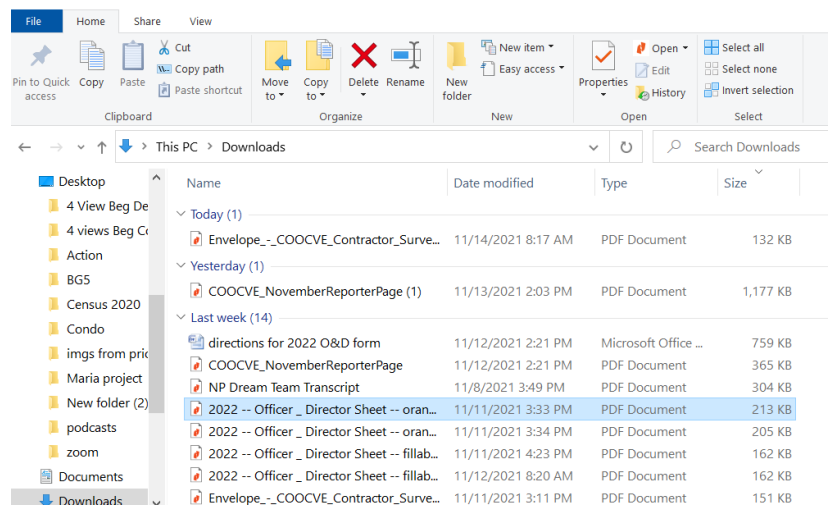 File Home Share View
Pin to Quick access
Copy
Paste
Cut
Copy path
Paste shortcut
Clipboard
Move to
Copy to
Delete
Rename
Organize
New folder
New item
Easy access
New
Properties
Open
Edit
History
Open
Select all
Select none
Invert selection
Select
This PC > Downloads
Search Downloads
Desktop
4 View Beg De
4 views Beg Co
Action
BG5
Census 2020
Condo
imgs from pric
Maria project
New folder (2)
podcasts
zoom
Documents
Downloads
Name Date modified Type Size
Today (1)
Envelope_-_COOCVE_Contractor_Surve... 11/14/2021 8:17 AM PDF Document 132 KB
Yesterday (1)
COOCVE_NovemberReporterPage (1) 11/13/2021 2:03 PM PDF Document 1,177 KB
Last week (14)
directions for 2022 O&D form 11/12/2021 2:21 PM Microsoft Office ... 759 KB
COOCVE_NovemberReporterPage 11/12/2021 2:21 PM PDF Document 365 KB
NP Dream Team Transcript 11/8/2021 3:49 PM PDF Document 304 KB
2022 -- Officer _ Director Sheet -- oran... 11/11/2021 3:33 PM PDF Document 213 KB
2022 -- Officer _ Director Sheet -- oran... 11/11/2021 3:34 PM PDF Document 205 KB
2022 -- Officer _ Director Sheet -- fillab... 11/11/2021 4:23 PM PDF Document 162 KB
2022 -- Officer _ Director Sheet -- fillab... 11/12/2021 8:20 AM PDF Document 162 KB
Envelope_-_COOCVE_Contractor_Surve... 11/11/2021 3:11 PM PDF Document 151 KB